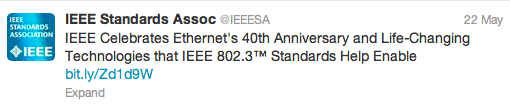 IEEE
STANDARDS
ASSOCIATION
IEEE
IEEE Standards Assoc @IEEESA 22 May
IEEE Celebrates Ethernet's 40th Anniversary and Life-Changing
Technologies that IEEE 802.3™ Standards Help Enable
bit.ly/Zd1d9W
Expand